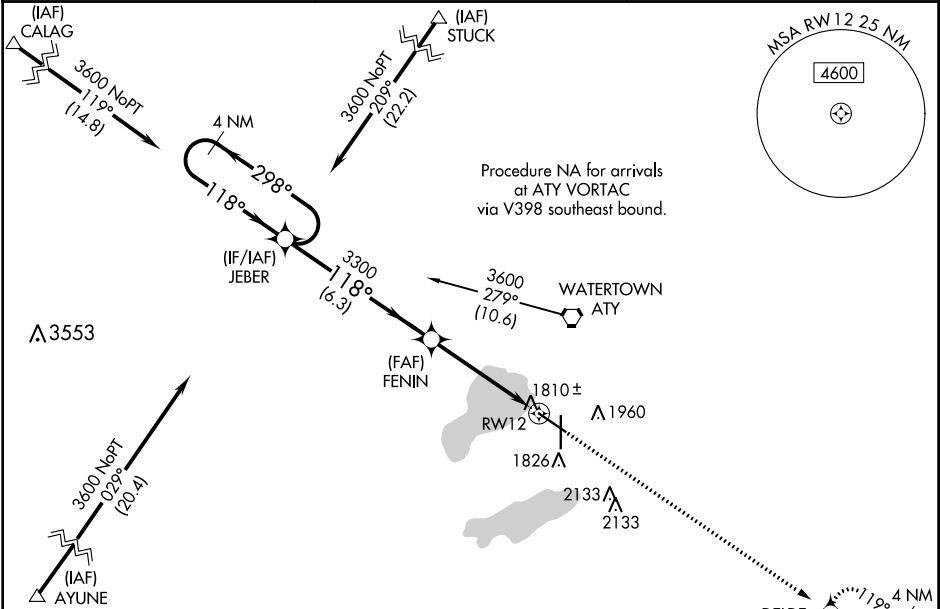 (IAF)
CALAG
3600 NoPT
119°
(14.8)
(IAF)
STUCK
3600 NoPT
209°
(22.2)
MSA RW12 25 NM
4600
4 NM
298°
118°
Procedure NA for arrivals
at ATY VORTAC
via V398 southeast bound.
(IF/IAF)
JEBER
3300
118°
(6.3)
3600
279°
(10.6)
WATERTOWN
ATY
3553
(FAF)
FENIN
1810±
RW12
1960
1826
2133
2133
3600 NoPT
029°
(20.4)
(IAF)
AYUNE
4 NM
119°